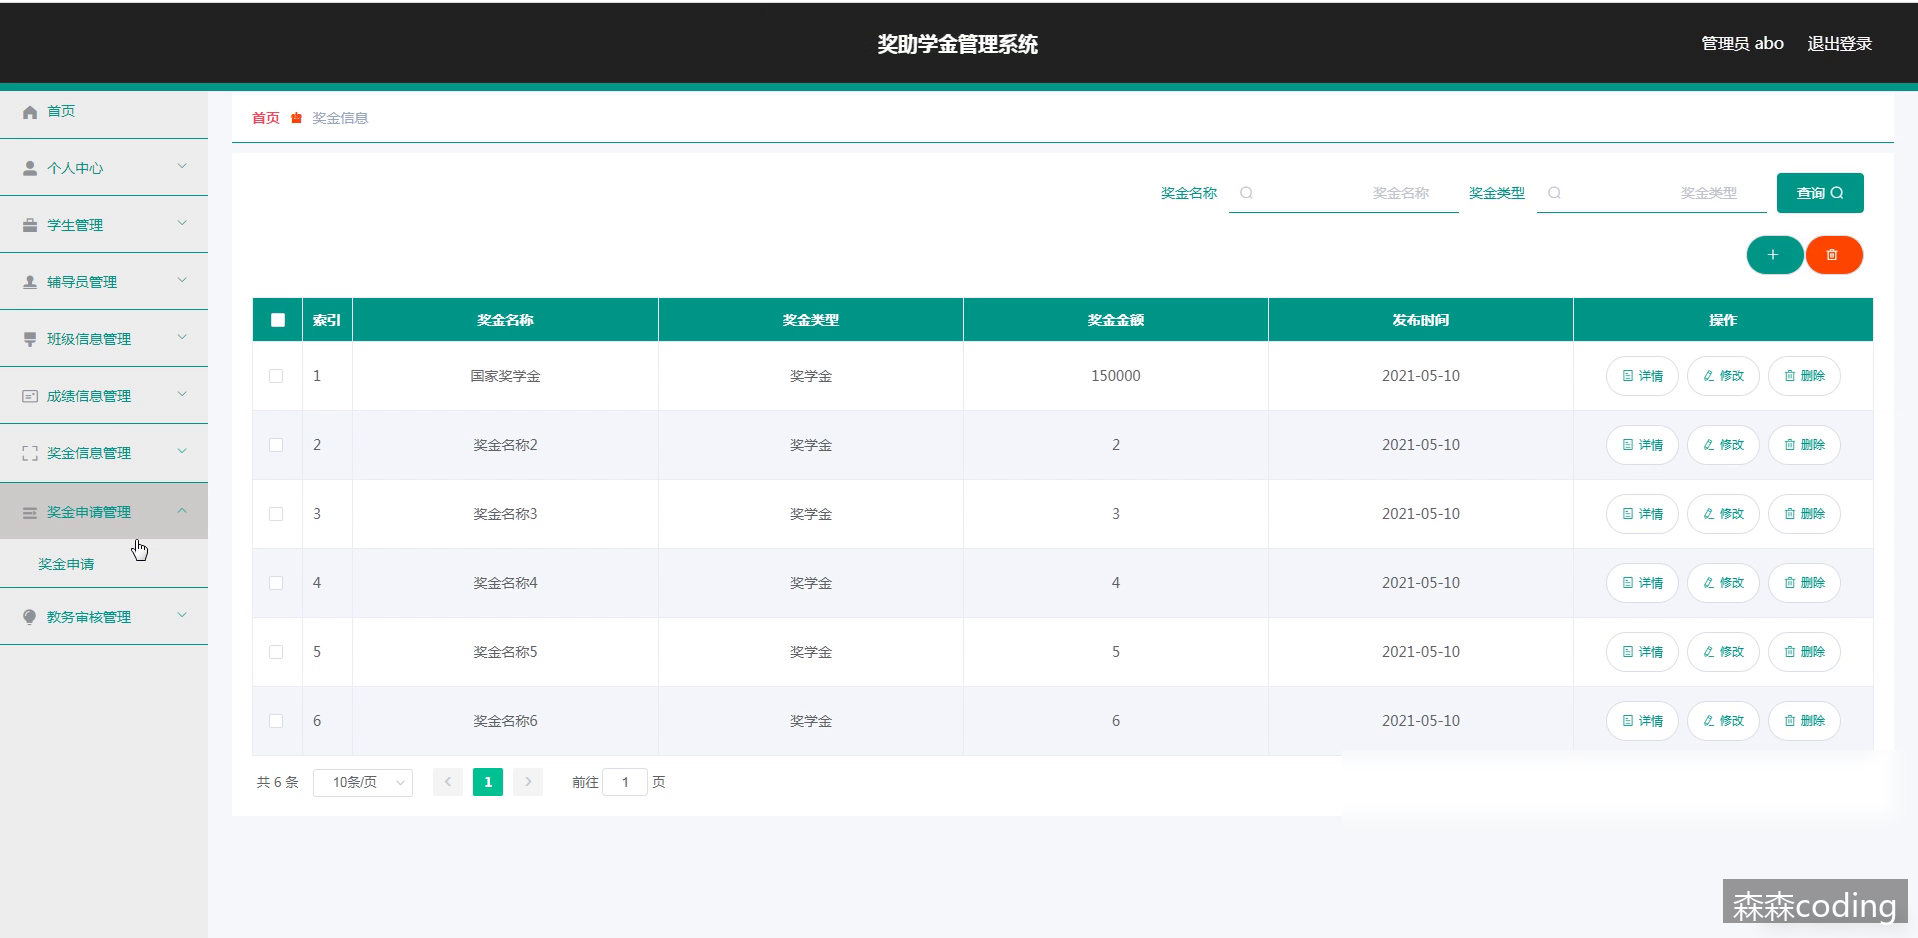 奖助学金管理系统
管理员 abo 退出登录
首页
个人中心
学生管理
辅导员管理
班级信息管理
成绩信息管理
奖金信息管理
奖金申请管理
奖金申请
教务审核管理
首页 奖金信息
奖金名称 奖金名称 奖金类型 奖金类型 查询
索引 奖金名称 奖金类型 奖金金额 发布时间 操作
1 国家奖学金 奖学金 150000 2021-05-10 详情 修改 删除
2 奖金名称2 奖学金 2 2021-05-10 详情 修改 删除
3 奖金名称3 奖学金 3 2021-05-10 详情 修改 删除
4 奖金名称4 奖学金 4 2021-05-10 详情 修改 删除
5 奖金名称5 奖学金 5 2021-05-10 详情 修改 删除
6 奖金名称6 奖学金 6 2021-05-10 详情 修改 删除
共 6 条 10条/页 1 前往 1 页
森森coding